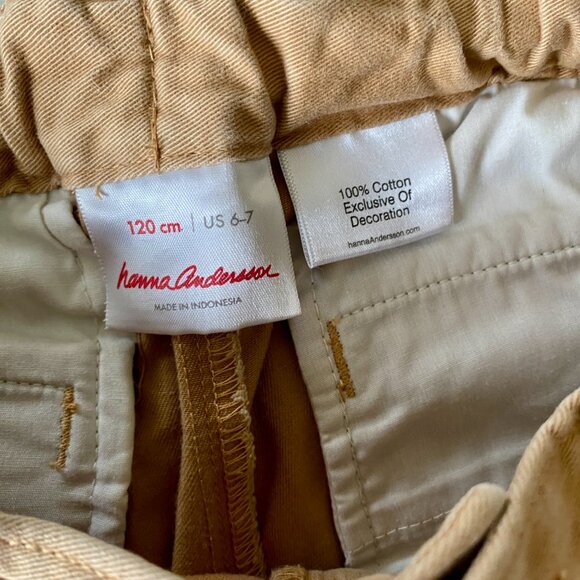 120 cm | US 6-7
hanna Andersson
MADE IN INDONESIA
100% Cotton
Exclusive Of
Decoration
hannaAndersson.com